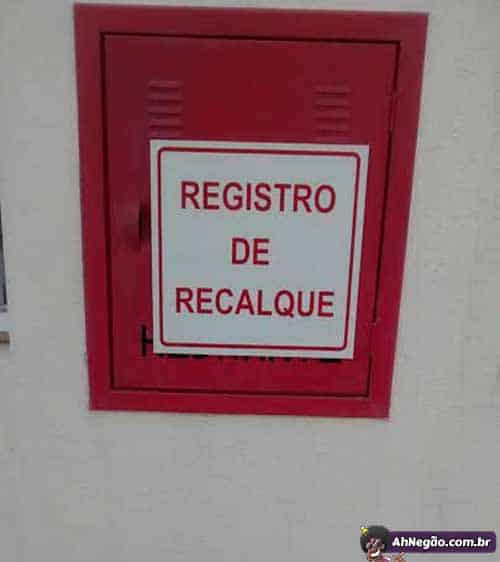 REGISTRO
DE
RECALQUE
AhNegão.com.br